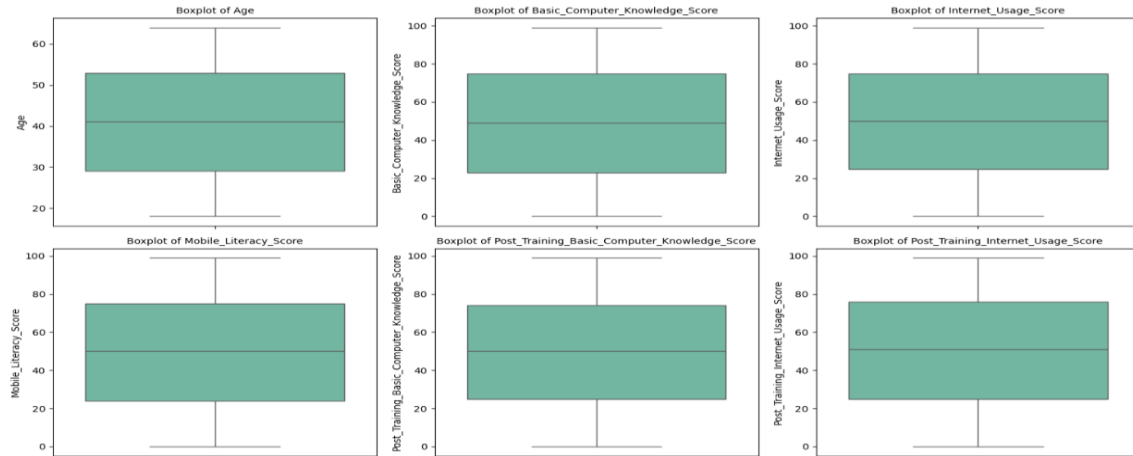 Boxplot of Age
Age
60
50
40
30
20
Boxplot of Basic_Computer_Knowledge_Score
Basic_Computer_Knowledge_Score
100
80
60
40
20
0
Boxplot of Internet_Usage_Score
Internet_Usage_Score
100
80
60
40
20
0
Boxplot of Mobile_Literacy_Score
Mobile_Literacy_Score
100
80
60
40
20
0
Boxplot of Post_Training_Basic_Computer_Knowledge_Score
Post_Training_Basic_Computer_Knowledge_Score
100
80
60
40
20
0
Boxplot of Post_Training_Internet_Usage_Score
Post_Training_Internet_Usage_Score
100
80
60
40
20
0